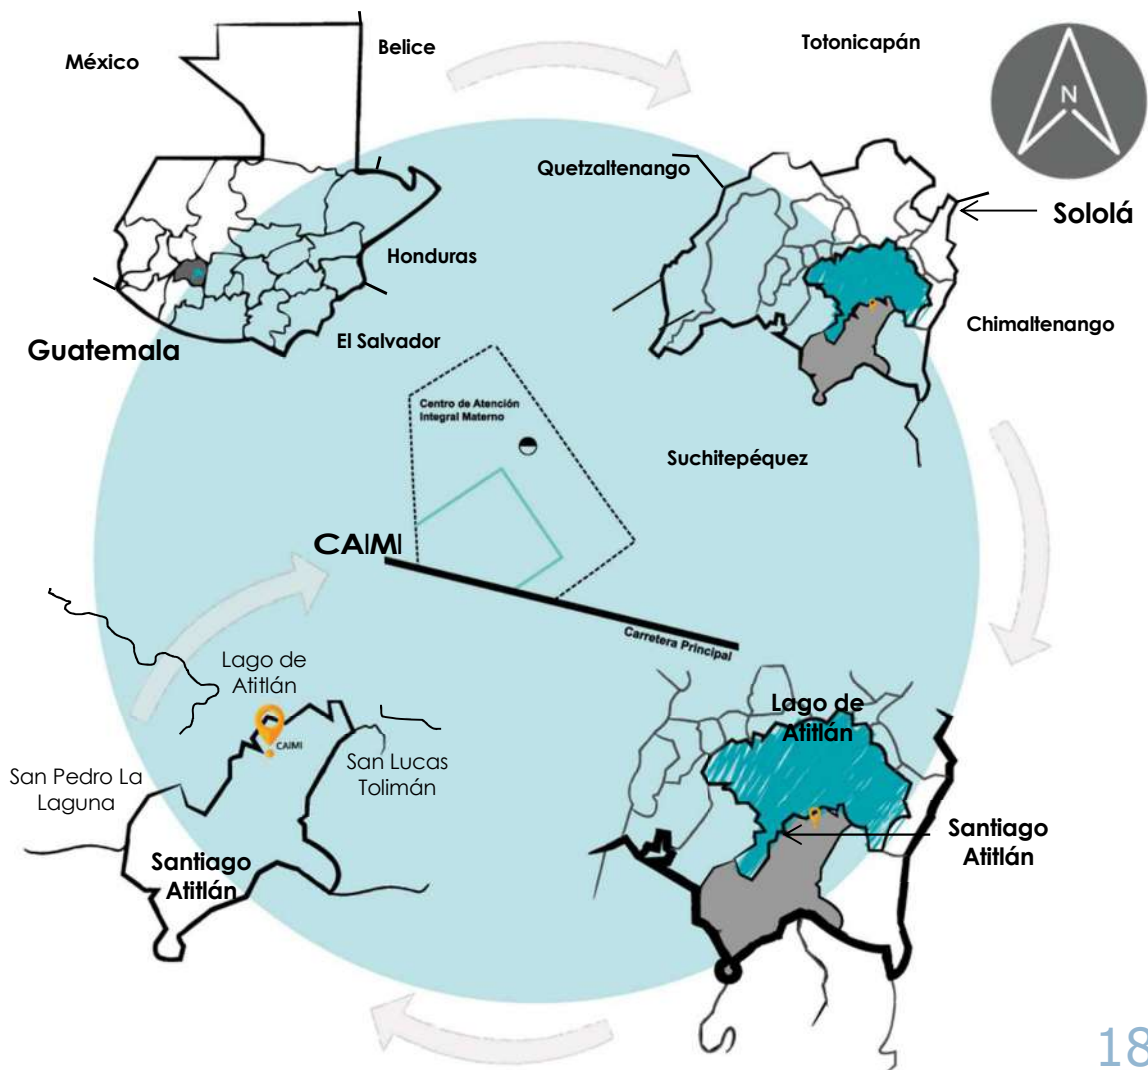 México
Belice
Totonicapán
N
Quetzaltenango
Sololá
Honduras
Chimaltenango
El Salvador
Guatemala
Centro de Atención
Integral Materno
Suchitepéquez
CAIMI
Carretera Principal
Lago de
Atitlán
CAIMI
San Pedro La
Laguna
San Lucas
Tolimán
Santiago
Atitlán
Lago de
Atitlán
Santiago
Atitlán
18